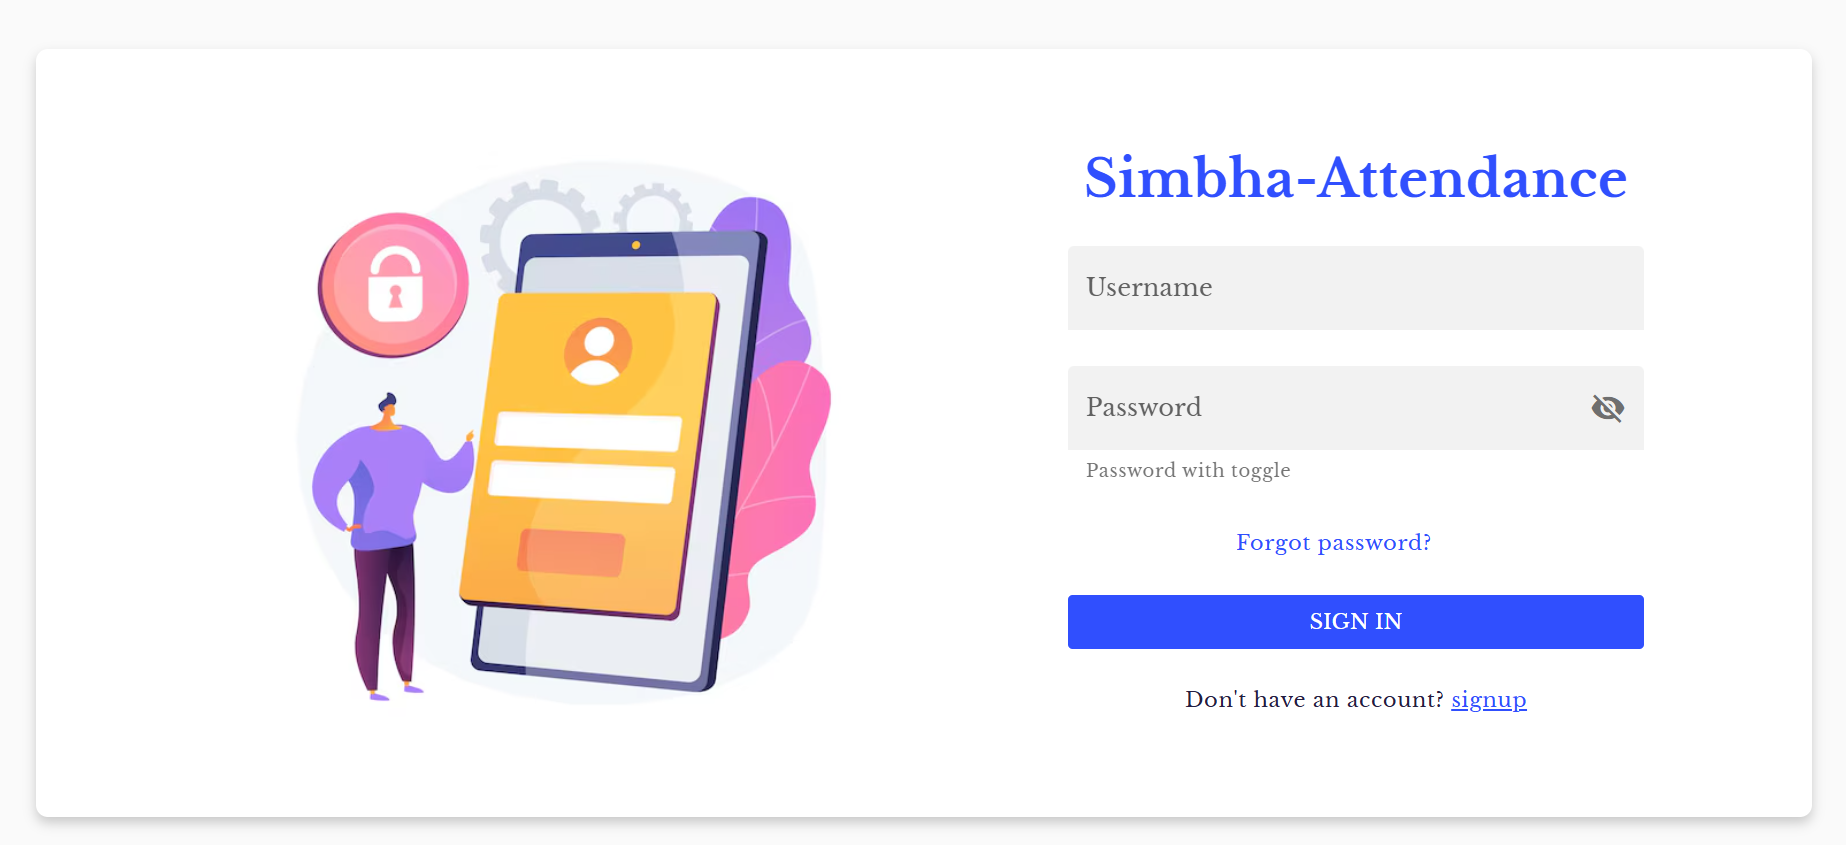 Simbha-Attendance
Username
Password
Password with toggle
Forgot password?
SIGN IN
Don't have an account? signup